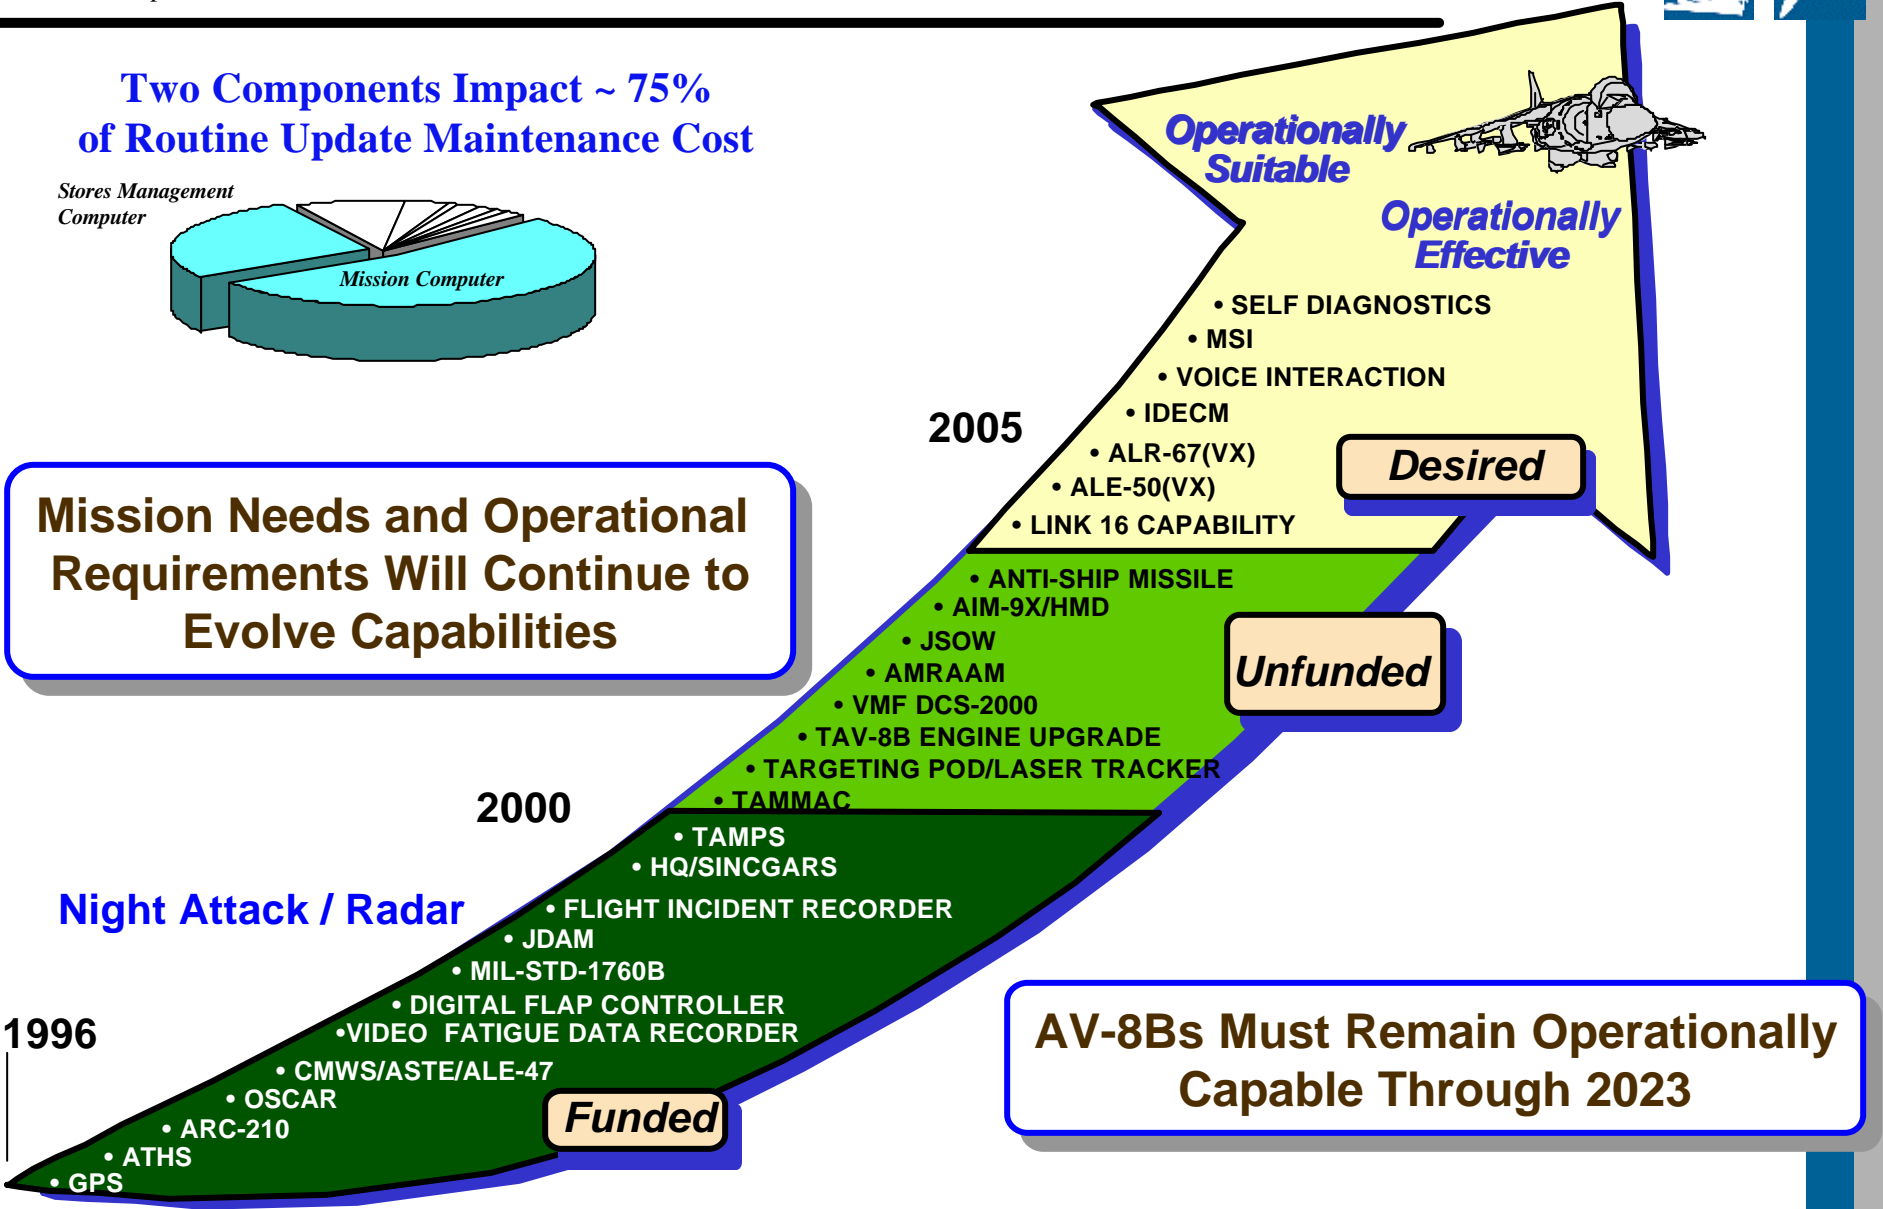 Two Components Impact ~ 75%
of Routine Update Maintenance Cost
Stores Management
Computer
Mission Computer
Operationally
Suitable
Operationally
Effective
• SELF DIAGNOSTICS
• MSI
• VOICE INTERACTION
• IDECM
2005
• ALR-67(VX)
• ALE-50(VX)
• LINK 16 CAPABILITY
Desired
Mission Needs and Operational
Requirements Will Continue to
Evolve Capabilities
• ANTI-SHIP MISSILE
• AIM-9X/HMD
• JSOW
• AMRAAM
• VMF DCS-2000
• TAV-8B ENGINE UPGRADE
• TARGETING POD/LASER TRACKER
• TAMMAC
Unfunded
2000
• TAMPS
• HQ/SINCGARS
Night Attack / Radar
• FLIGHT INCIDENT RECORDER
• JDAM
• MIL-STD-1760B
• DIGITAL FLAP CONTROLLER
•VIDEO FATIGUE DATA RECORDER
1996
• CMWS/ASTE/ALE-47
• OSCAR
• ARC-210
• ATHS
• GPS
Funded
AV-8Bs Must Remain Operationally
Capable Through 2023